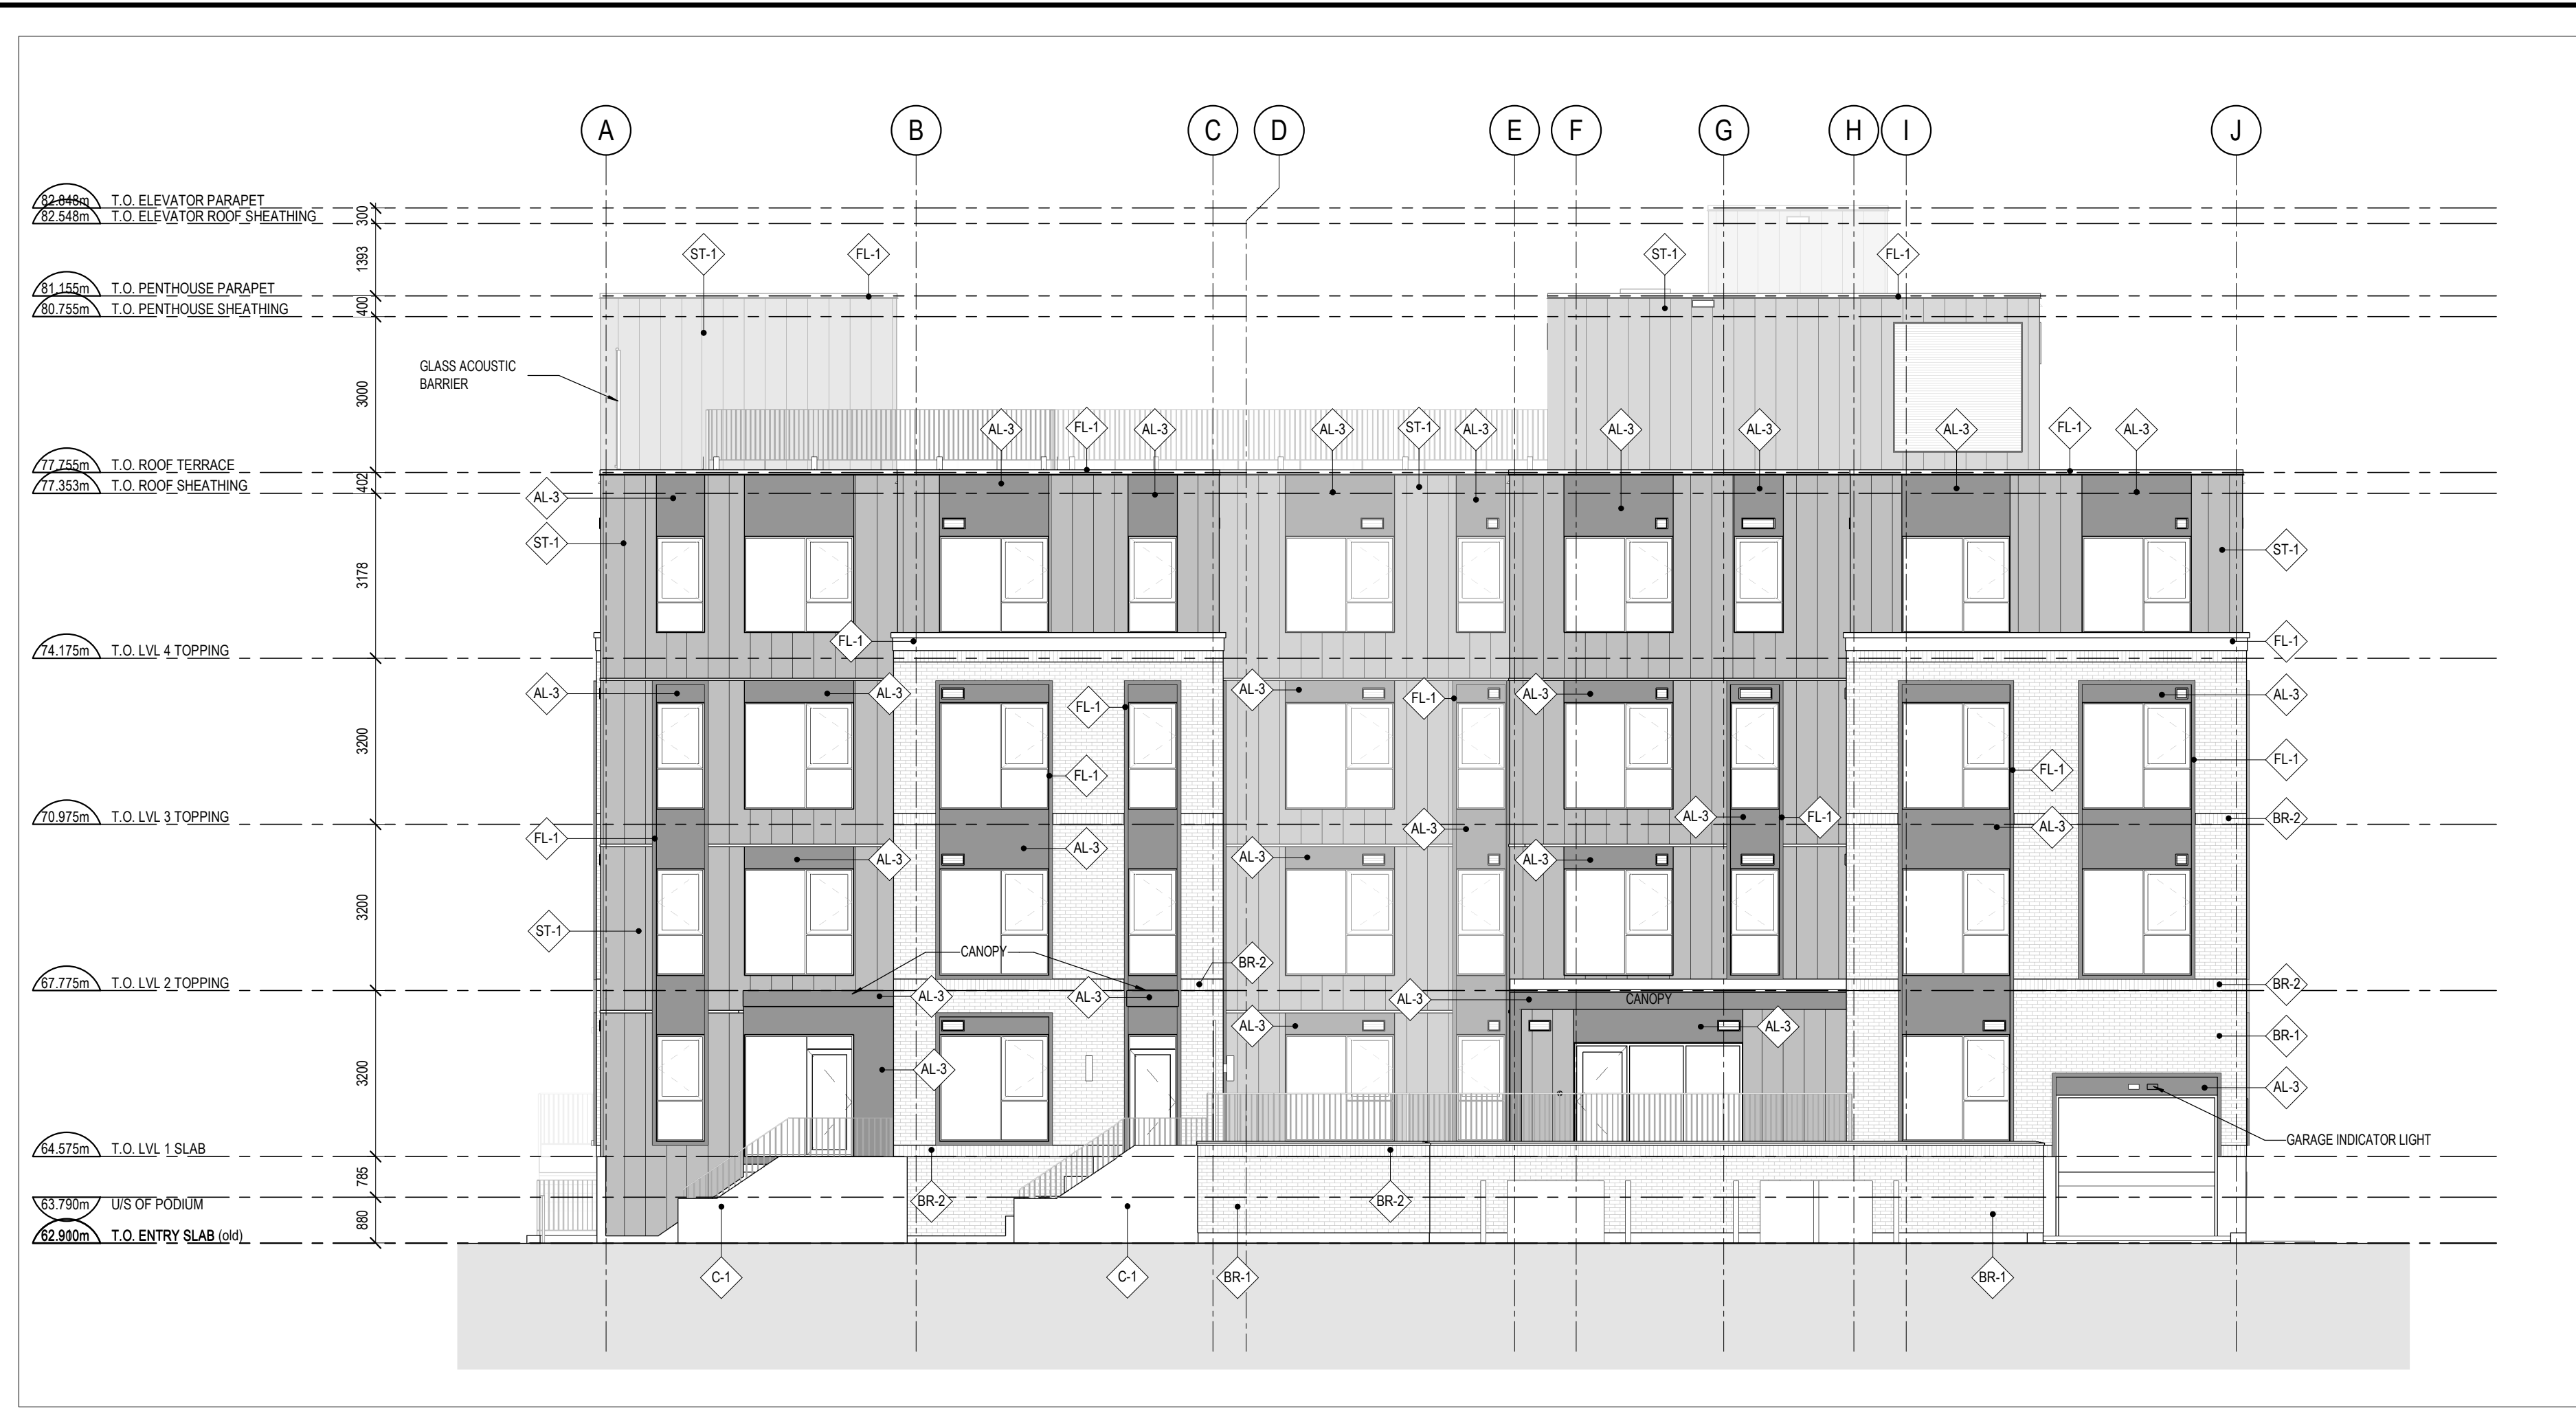 A B C D E F G H I J
82.848m T.O. ELEVATOR PARAPET
82.548m T.O. ELEVATOR ROOF SHEATHING
300
1393
ST-1 FL-1 ST-1 FL-1
81.155m T.O. PENTHOUSE PARAPET
80.755m T.O. PENTHOUSE SHEATHING
400
GLASS ACOUSTIC
BARRIER
3000
AL-3 FL-1 AL-3 AL-3 ST-1 AL-3 AL-3 AL-3 AL-3 FL-1 AL-3
77.755m T.O. ROOF TERRACE
77.353m T.O. ROOF SHEATHING
402
AL-3
ST-1 ST-1
3178
FL-1 FL-1
74.175m T.O. LVL 4 TOPPING
AL-3 AL-3 FL-1 AL-3 FL-1 AL-3 AL-3
3200
FL-1 FL-1 FL-1
70.975m T.O. LVL 3 TOPPING
FL-1 AL-3 AL-3 AL-3 FL-1 AL-3 BR-2
AL-3 AL-3 AL-3
3200
ST-1
CANOPY
BR-2
67.775m T.O. LVL 2 TOPPING
BR-2
AL-3 AL-3 AL-3 CANOPY
AL-3 AL-3 BR-1
3200
AL-3 AL-3
64.575m T.O. LVL 1 SLAB
GARAGE INDICATOR LIGHT
785
63.790m U/S OF PODIUM
BR-2 BR-2
880
62.900m T.O. ENTRY SLAB (old)
C-1 C-1 BR-1 BR-1